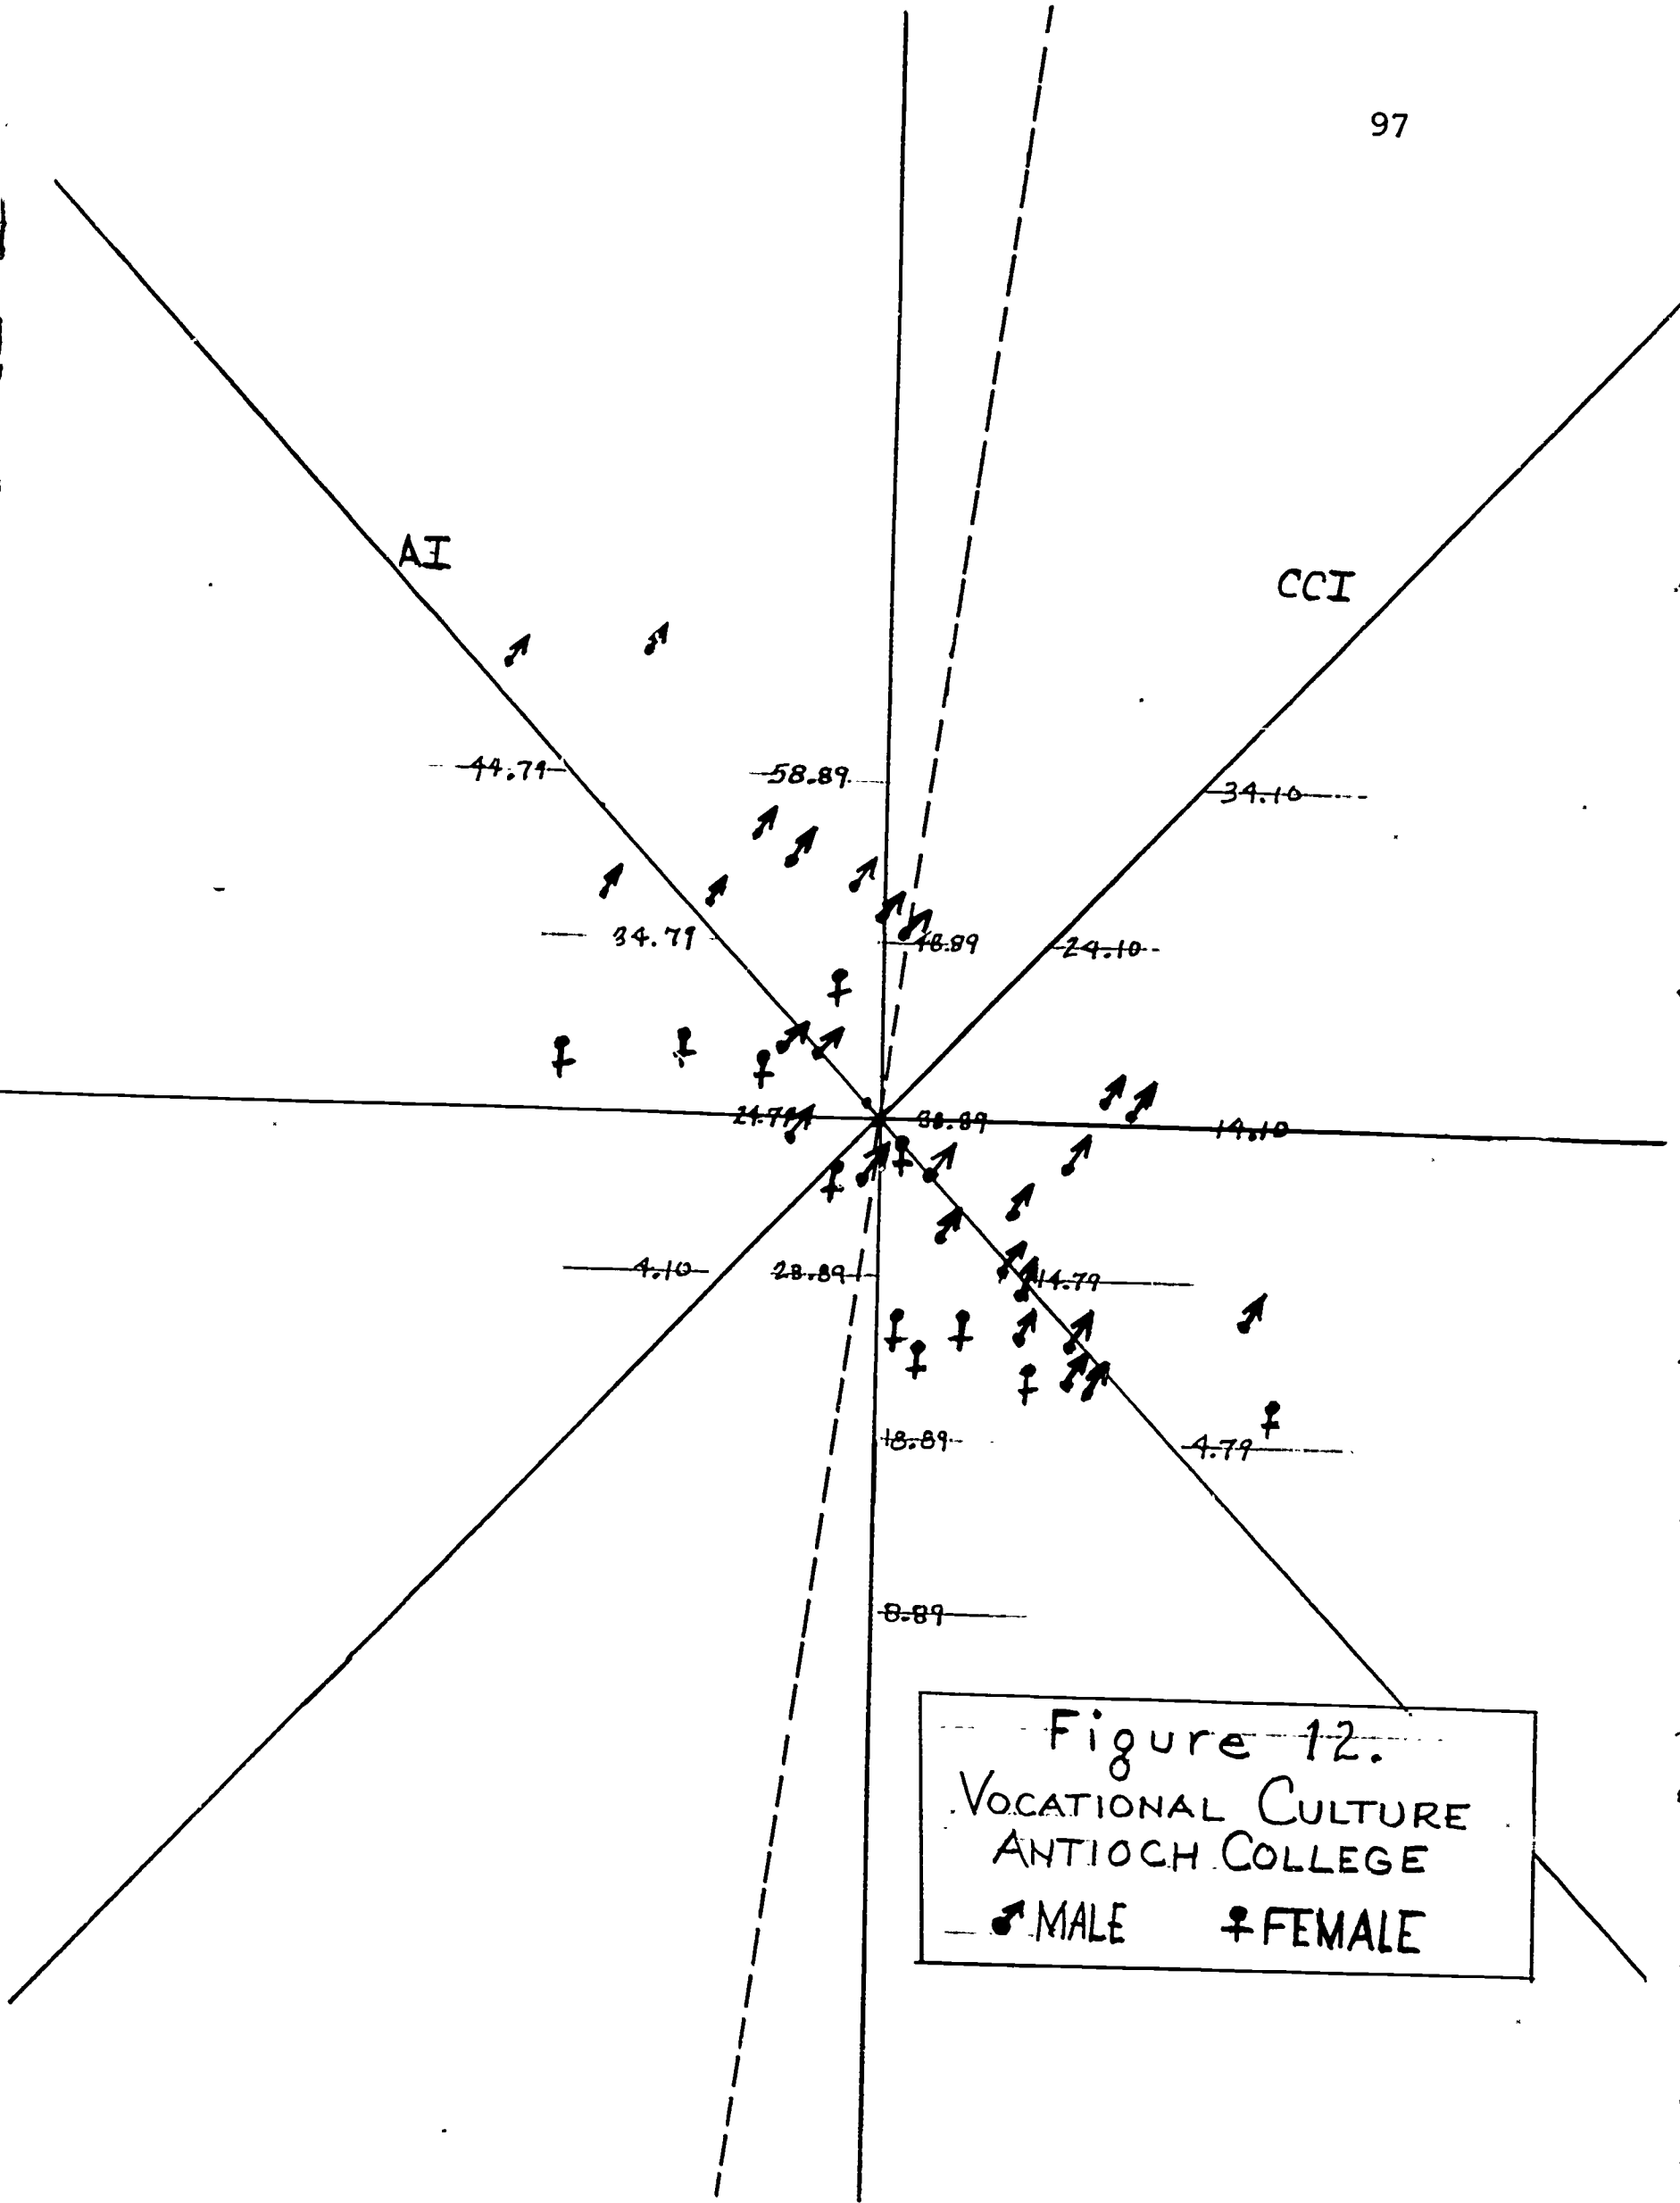 97
AI
CCI
44.79
58.89
34.10
34.79
48.89
24.10
24.79
38.89
14.10
4.10
28.89
14.79
18.89
4.79
8.89
Figure 12.
VOCATIONAL CULTURE
ANTIOCH COLLEGE
MALE FEMALE